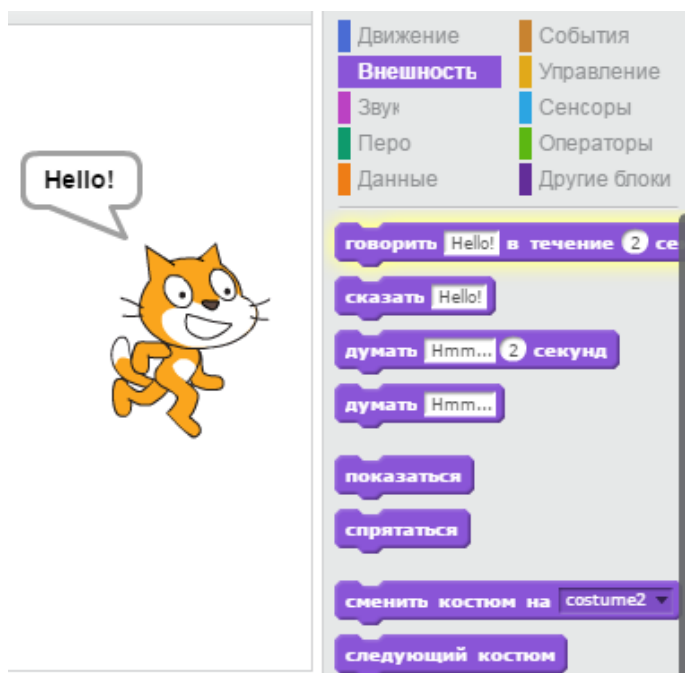 Hello!
Движение
События
Внешность
Управление
Звук
Сенсоры
Перо
Операторы
Данные
Другие блоки
говорить Hello! в течение 2 се
сказать Hello!
думать Hmm... 2 секунд
думать Hmm...
показаться
спрятаться
сменить костюм на costume2
следующий костюм